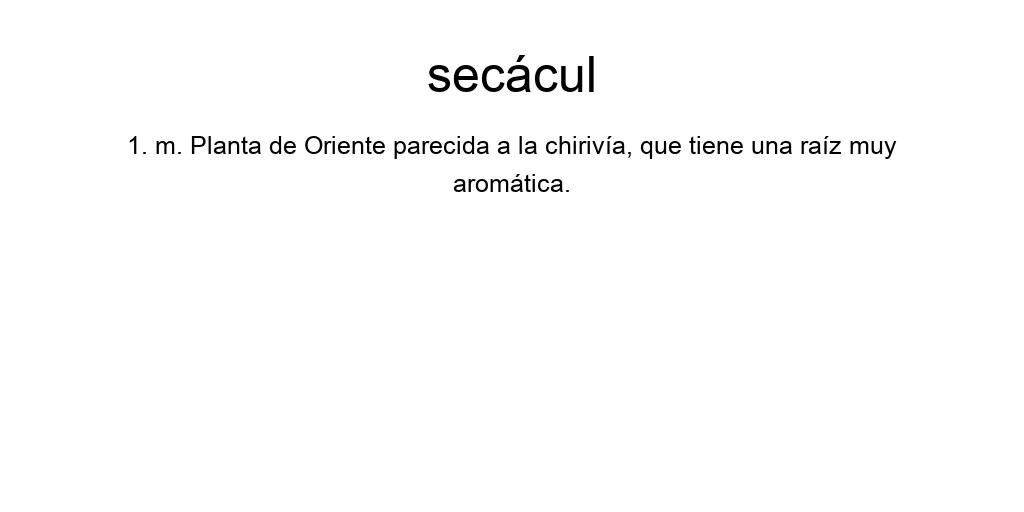 secácul
1. m. Planta de Oriente parecida a la chirivía, que tiene una raíz muy
aromática.